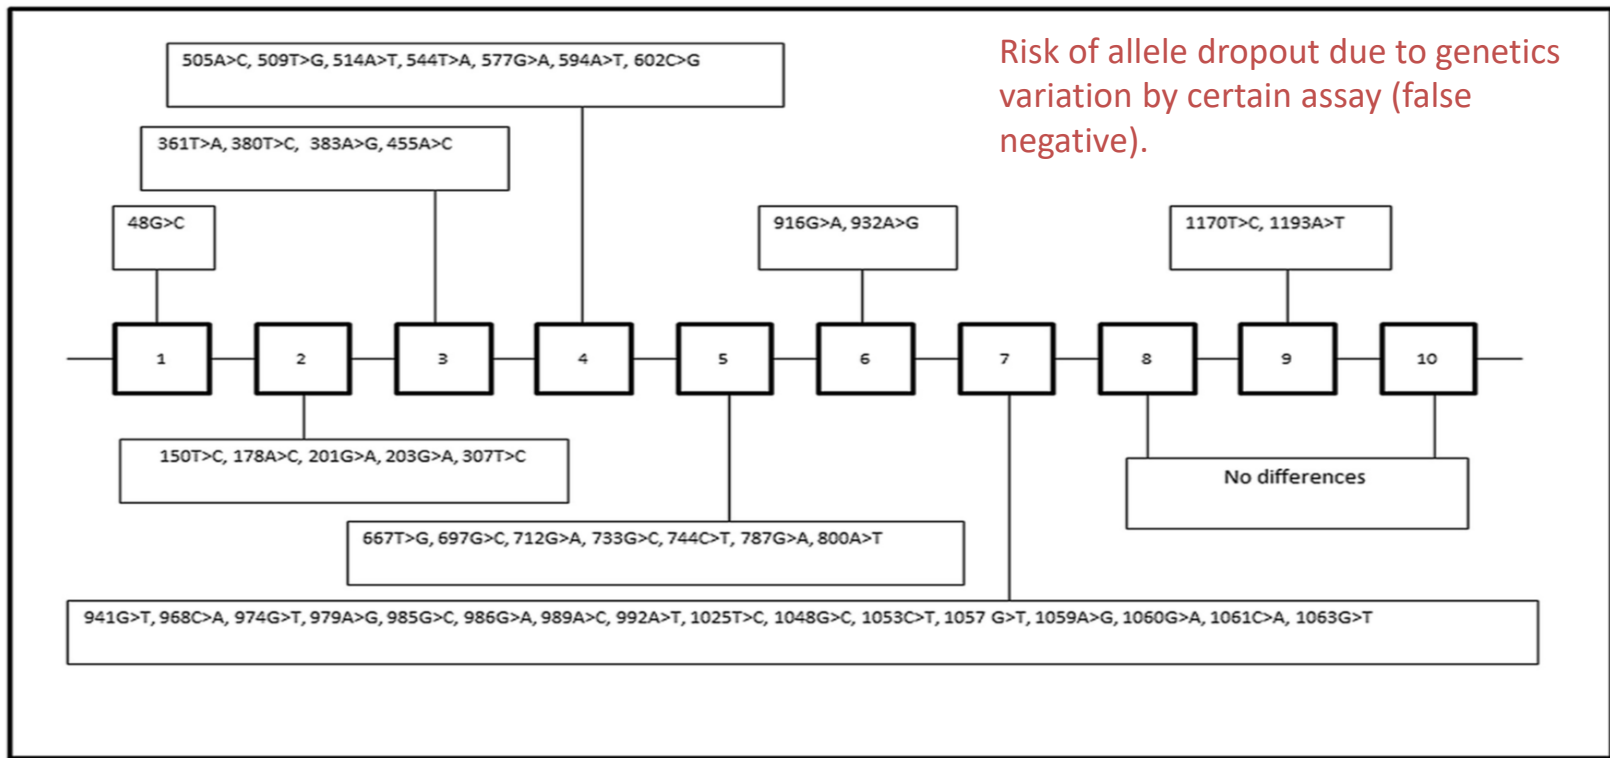 505A>C, 509T>G, 514A>T, 544T>A, 577G>A, 594A>T, 602C>G
Risk of allele dropout due to genetics
variation by certain assay (false
negative).
361T>A, 380T>C, 383A>G, 455A>C
48G>C
916G>A, 932A>G
1170T>C, 1193A>T
1 2 3 4 5 6 7 8 9 10
150T>C, 178A>C, 201G>A, 203G>A, 307T>C
No differences
667T>G, 697G>C, 712G>A, 733G>C, 744C>T, 787G>A, 800A>T
941G>T, 968C>A, 974G>T, 979A>G, 985G>C, 986G>A, 989A>C, 992A>T, 1025T>C, 1048G>C, 1053C>T, 1057 G>T, 1059A>G, 1060G>A, 1061C>A, 1063G>T